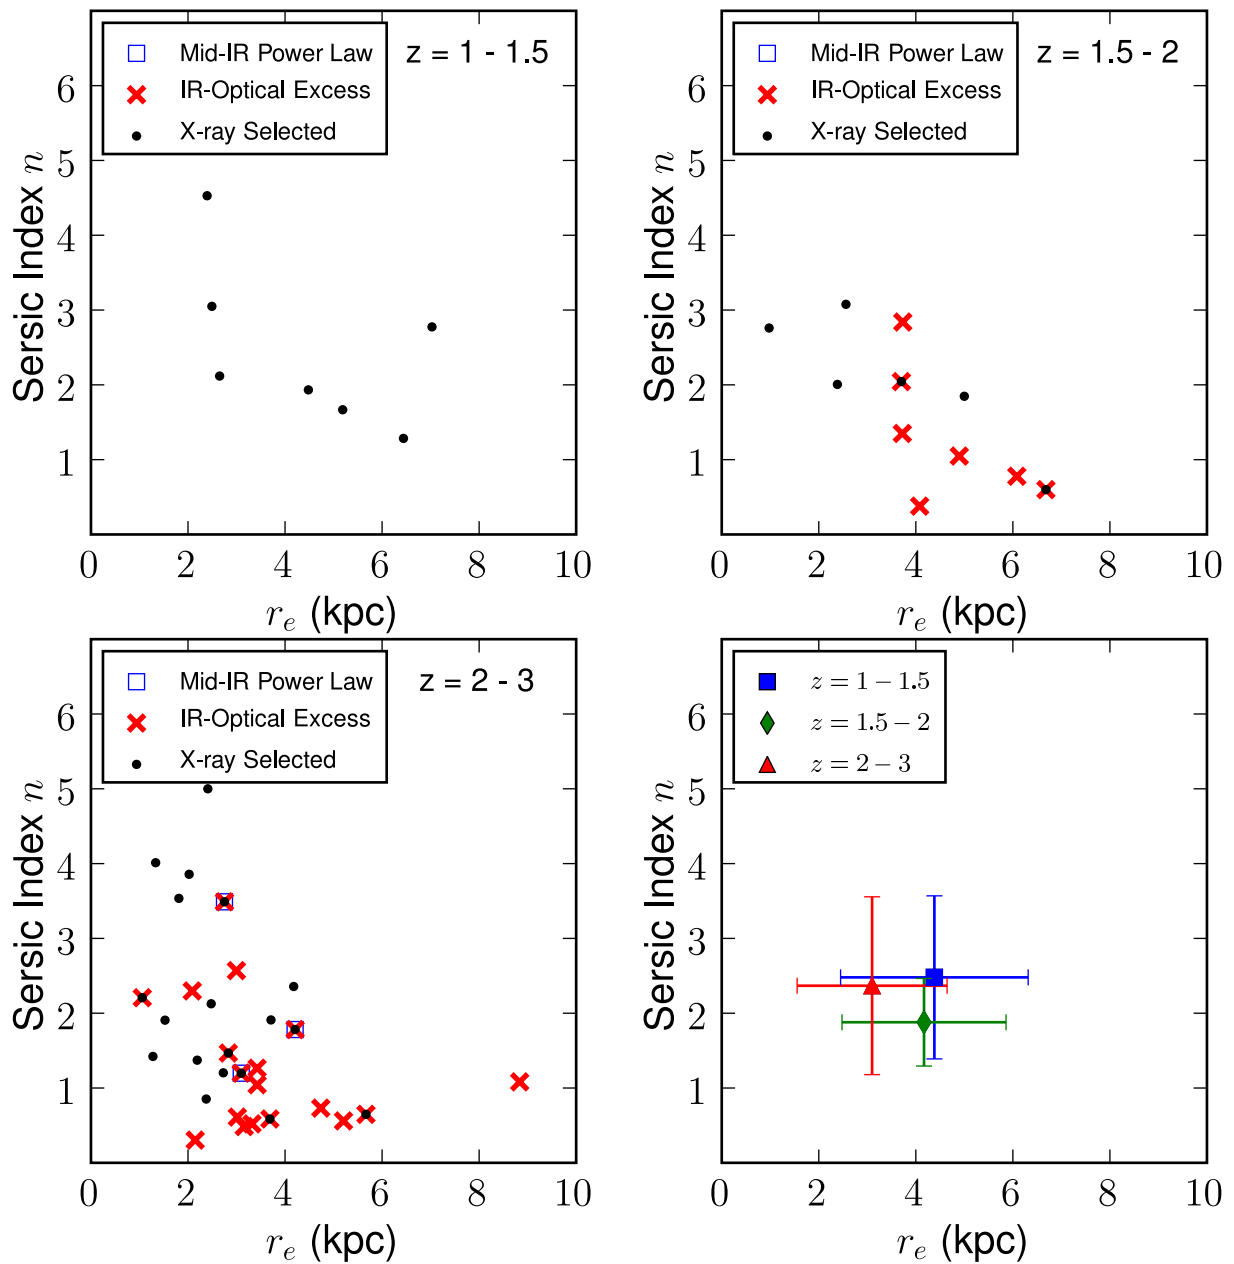 Mid-IR Power Law
IR-Optical Excess
X-ray Selected
z = 1 - 1.5
6
5
4
3
2
1
0 2 4 6 8 10
Sersic Index n
r_e (kpc)
Mid-IR Power Law
IR-Optical Excess
X-ray Selected
z = 1.5 - 2
6
5
4
3
2
1
0 2 4 6 8 10
Sersic Index n
r_e (kpc)
Mid-IR Power Law
IR-Optical Excess
X-ray Selected
z = 2 - 3
6
5
4
3
2
1
0 2 4 6 8 10
Sersic Index n
r_e (kpc)
z = 1 − 1.5
z = 1.5 − 2
z = 2 − 3
6
5
4
3
2
1
0 2 4 6 8 10
Sersic Index n
r_e (kpc)